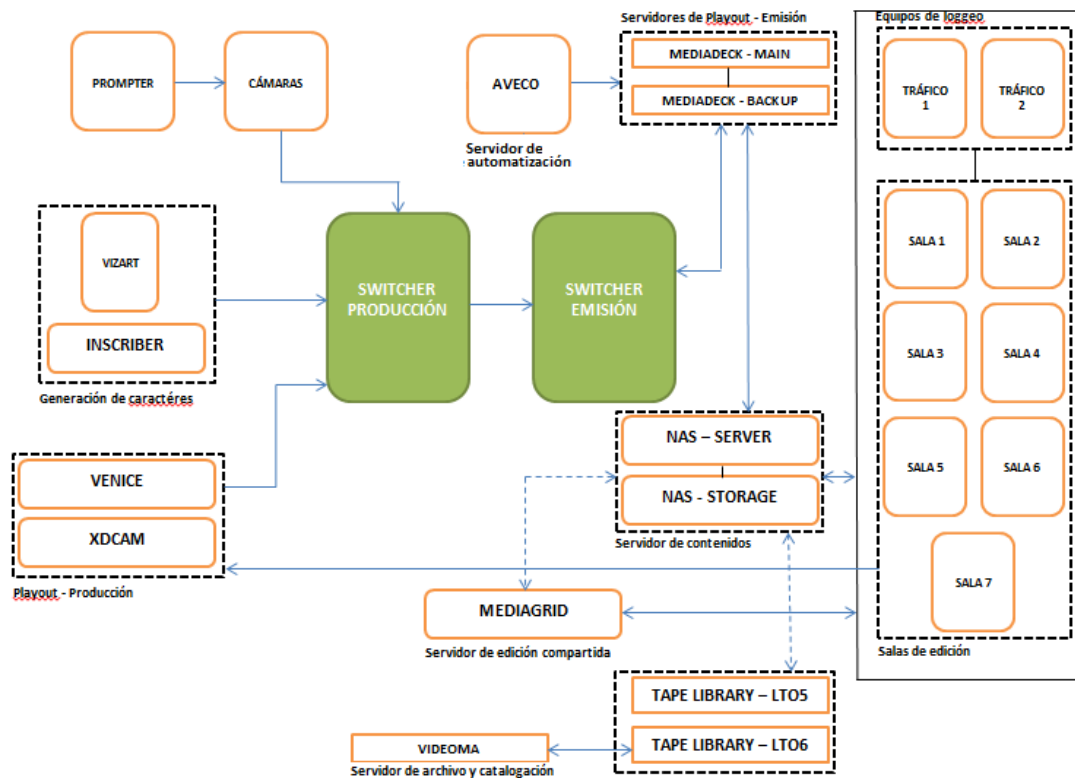 Servidores de Playout - Emisión
Equipos de loggeo
PROMPTER
CÁMARAS
AVECO
MEDIADECK - MAIN
MEDIADECK - BACKUP
TRÁFICO
1
TRÁFICO
2
Servidor de
automatización
VIZART
INSCRIBER
Generación de caractéres
SWITCHER
PRODUCCIÓN
SWITCHER
EMISIÓN
SALA 1
SALA 2
SALA 3
SALA 4
SALA 5
SALA 6
SALA 7
Salas de edición
VENICE
XDCAM
Playout - Producción
NAS – SERVER
NAS - STORAGE
Servidor de contenidos
MEDIAGRID
Servidor de edición compartida
TAPE LIBRARY – LTO5
TAPE LIBRARY – LTO6
VIDEOMA
Servidor de archivo y catalogación